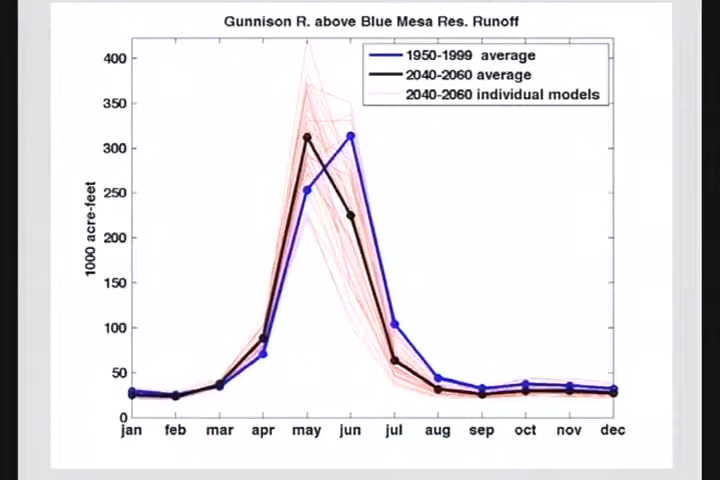 Gunnison R. above Blue Mesa Res. Runoff
1950-1999 average
2040-2060 average
2040-2060 individual models
1000 acre-feet
400
350
300
250
200
150
100
50
0
jan feb mar apr may jun jul aug sep oct nov dec